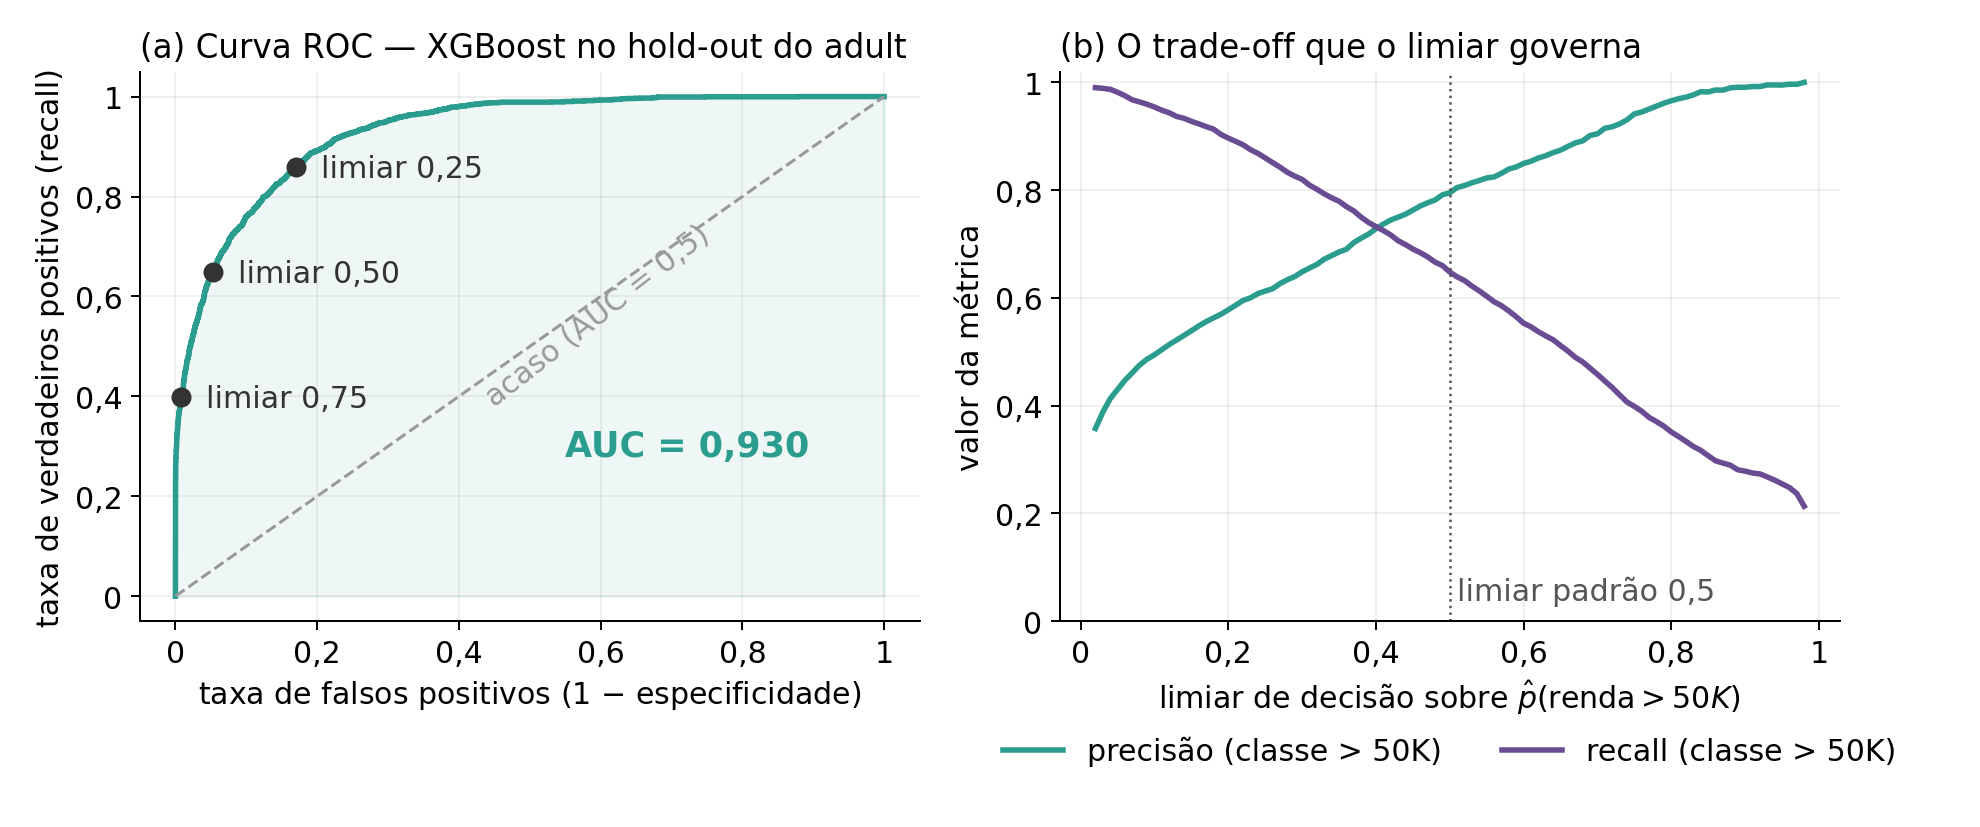 (a) Curva ROC — XGBoost no hold-out do adult
taxa de verdadeiros positivos (recall)
1
0,8
0,6
0,4
0,2
0
limiar 0,25
limiar 0,50
limiar 0,75
acaso (AUC = 0,5)
AUC = 0,930
0 0,2 0,4 0,6 0,8 1
taxa de falsos positivos (1 − especificidade)
(b) O trade-off que o limiar governa
valor da métrica
1
0,8
0,6
0,4
0,2
0
limiar padrão 0,5
0 0,2 0,4 0,6 0,8 1
limiar de decisão sobre p̂(renda > 50K)
precisão (classe > 50K) recall (classe > 50K)